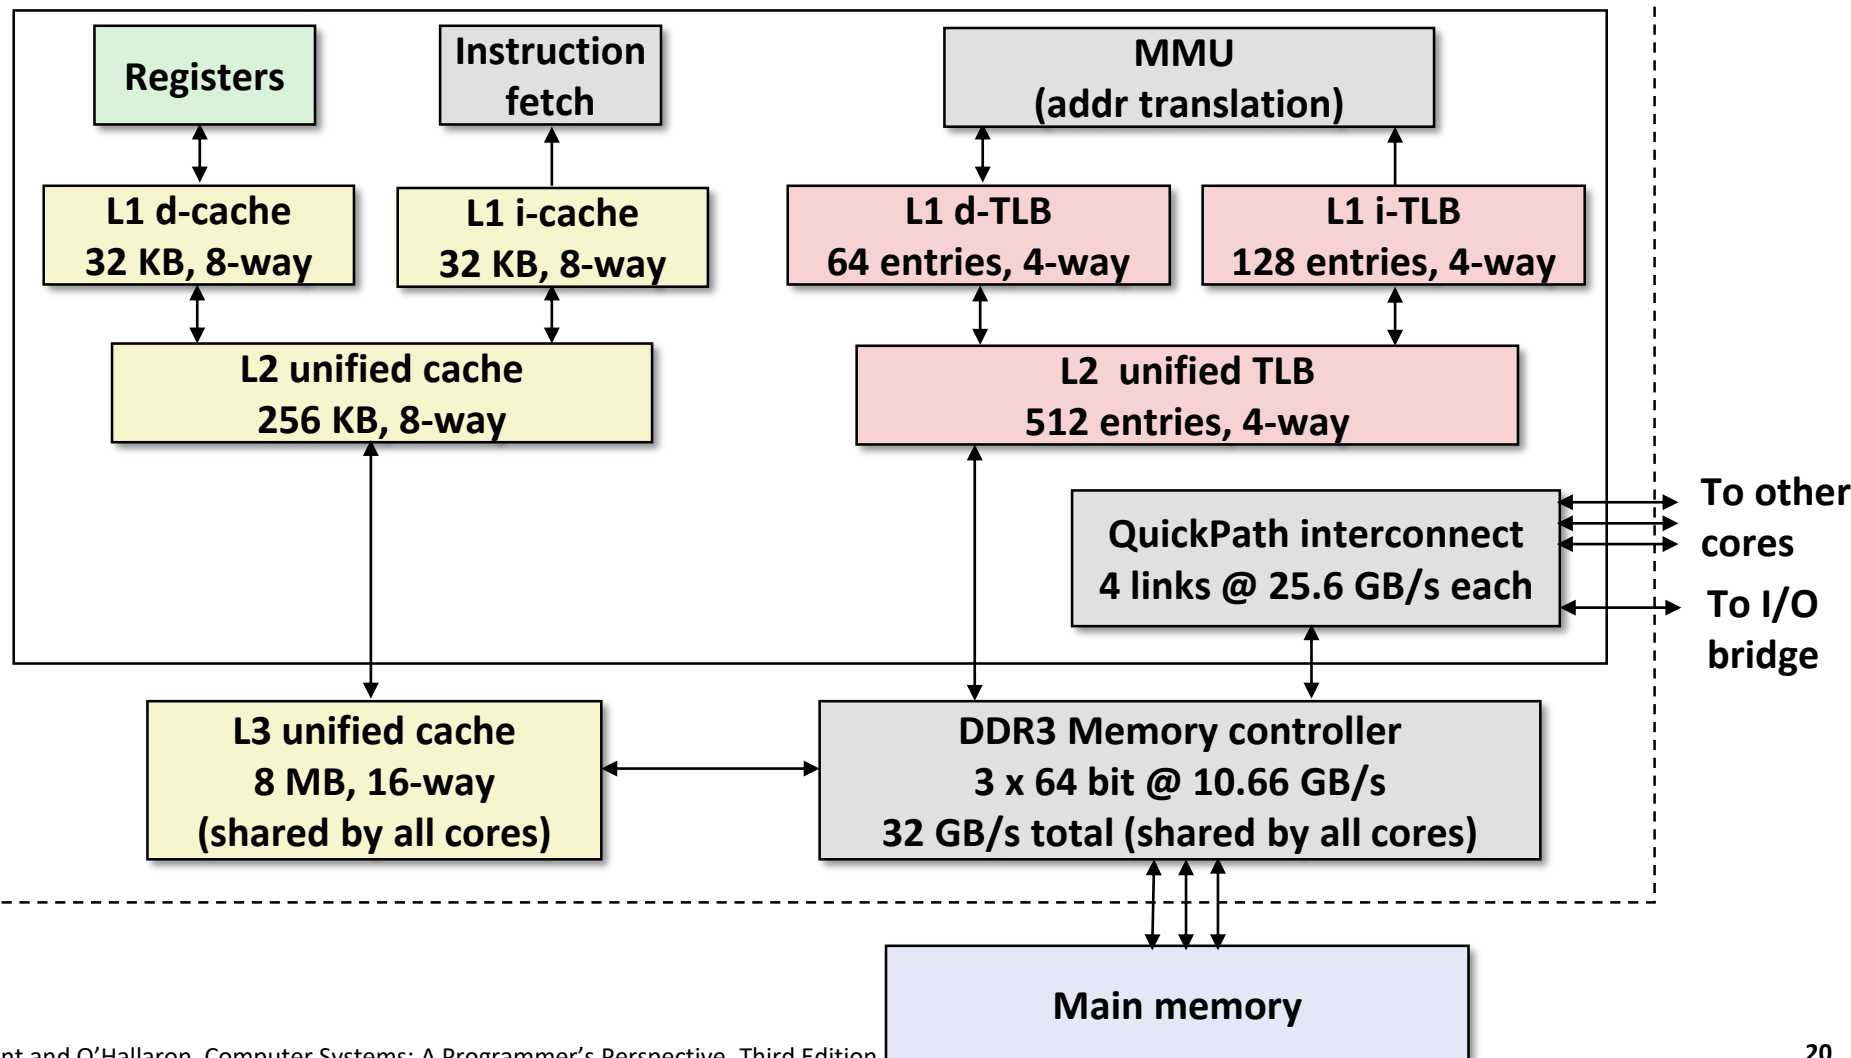 Registers
Instruction
fetch
MMU
(addr translation)
L1 d-cache
32 KB, 8-way
L1 i-cache
32 KB, 8-way
L1 d-TLB
64 entries, 4-way
L1 i-TLB
128 entries, 4-way
L2 unified cache
256 KB, 8-way
L2  unified TLB
512 entries, 4-way
QuickPath interconnect
4 links @ 25.6 GB/s each
To other
cores
To I/O
bridge
L3 unified cache
8 MB, 16-way
(shared by all cores)
DDR3 Memory controller
3 x 64 bit @ 10.66 GB/s
32 GB/s total (shared by all cores)
Main memory
and O'Hallaron, Computer Systems: A Programmer's Perspective, Third Edition
20